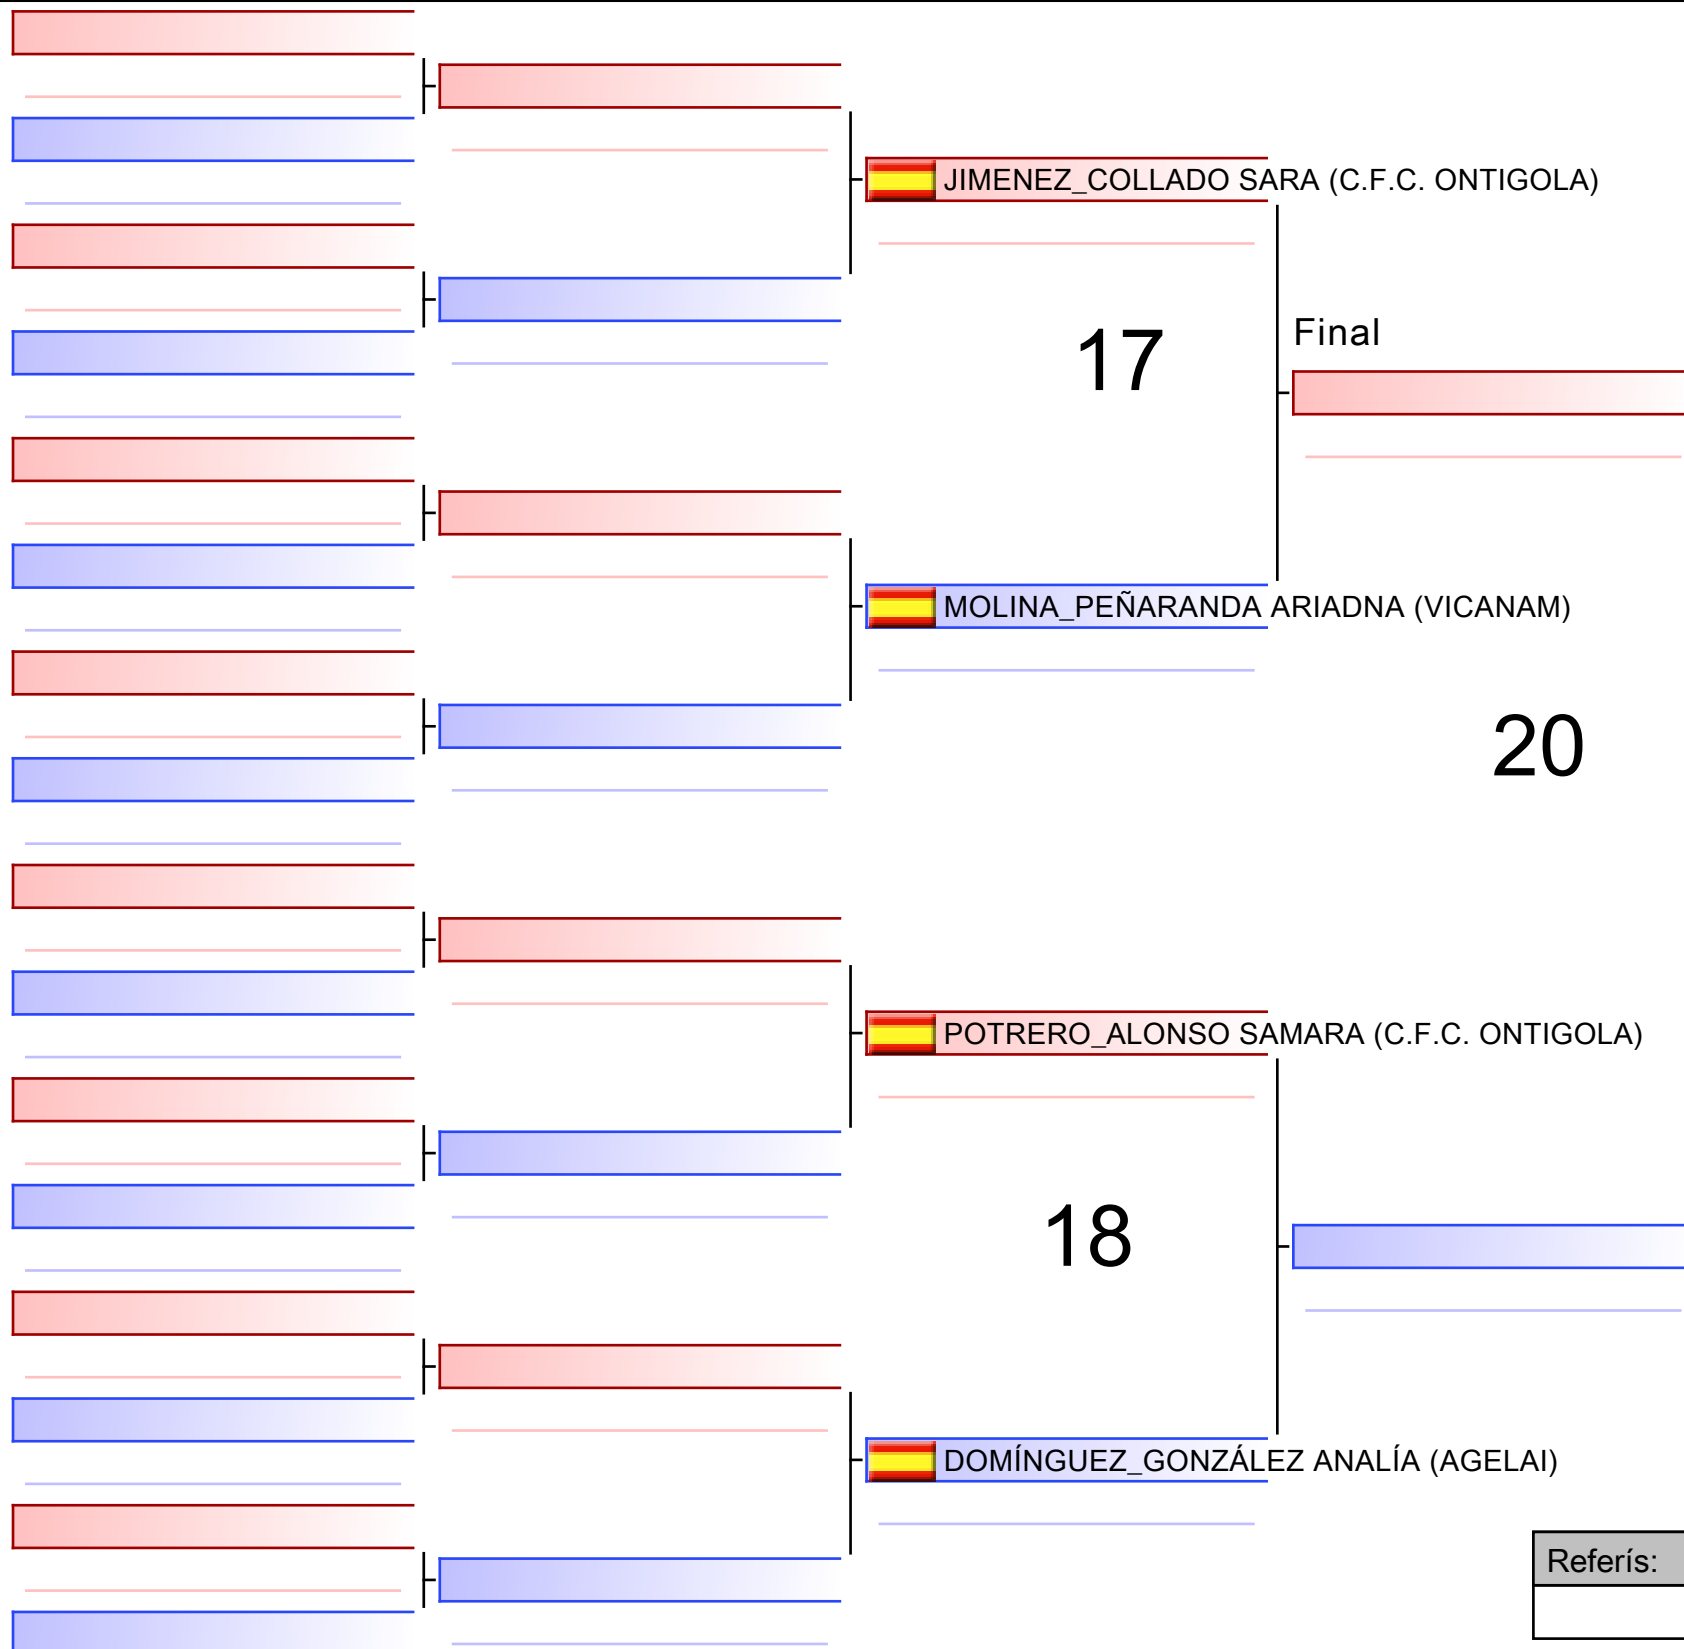 JIMENEZ_COLLADO SARA (C.F.C. ONTIGOLA)
17
Final
MOLINA_PEÑARANDA ARIADNA (VICANAM)
20
POTRERO_ALONSO SAMARA (C.F.C. ONTIGOLA)
18
DOMÍNGUEZ_GONZÁLEZ ANALÍA (AGELAI)
Referís: